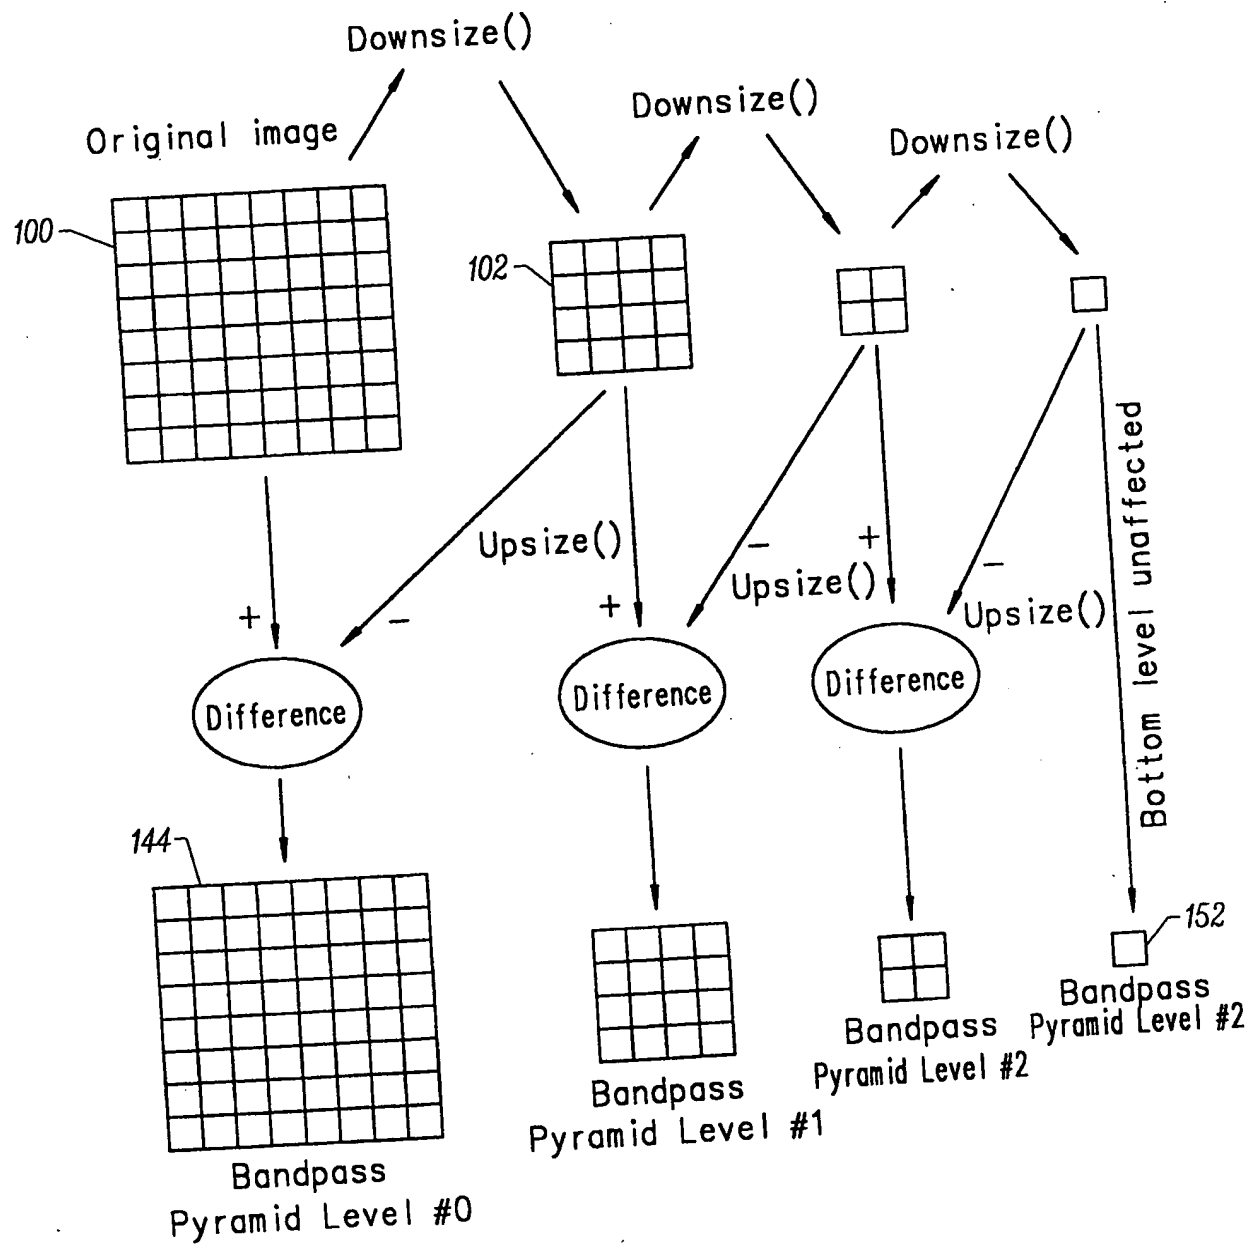 Downsize()
Downsize()
Downsize()
Original image
100
102
Upsize()
+
-
+
-
Upsize()
+
-
Upsize()
Bottom level unaffected
Difference
Difference
Difference
144
152
Bandpass
Pyramid Level #0
Bandpass
Pyramid Level #1
Bandpass
Pyramid Level #2
Bandpass
Pyramid Level #2